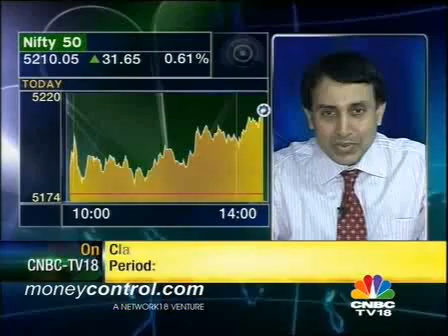 Nifty 50
5210.05 ▲ 31.65 0.61%
TODAY
5220
5174
10:00 14:00
On Cla
CNBC-TV18 Period:
moneycontrol.com
A NETWORK18 VENTURE
CNBC
TV18